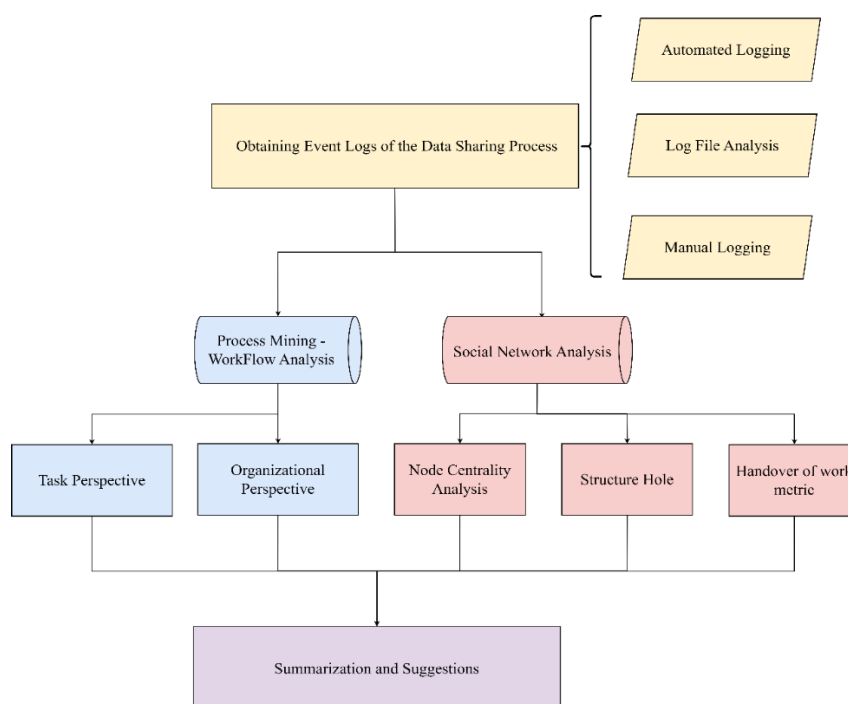 Automated Logging
Obtaining Event Logs of the Data Sharing Process
Log File Analysis
Manual Logging
Process Mining -
WorkFlow Analysis
Social Network Analysis
Task Perspective
Organizational
Perspective
Node Centrality
Analysis
Structure Hole
Handover of work
metric
Summarization and Suggestions